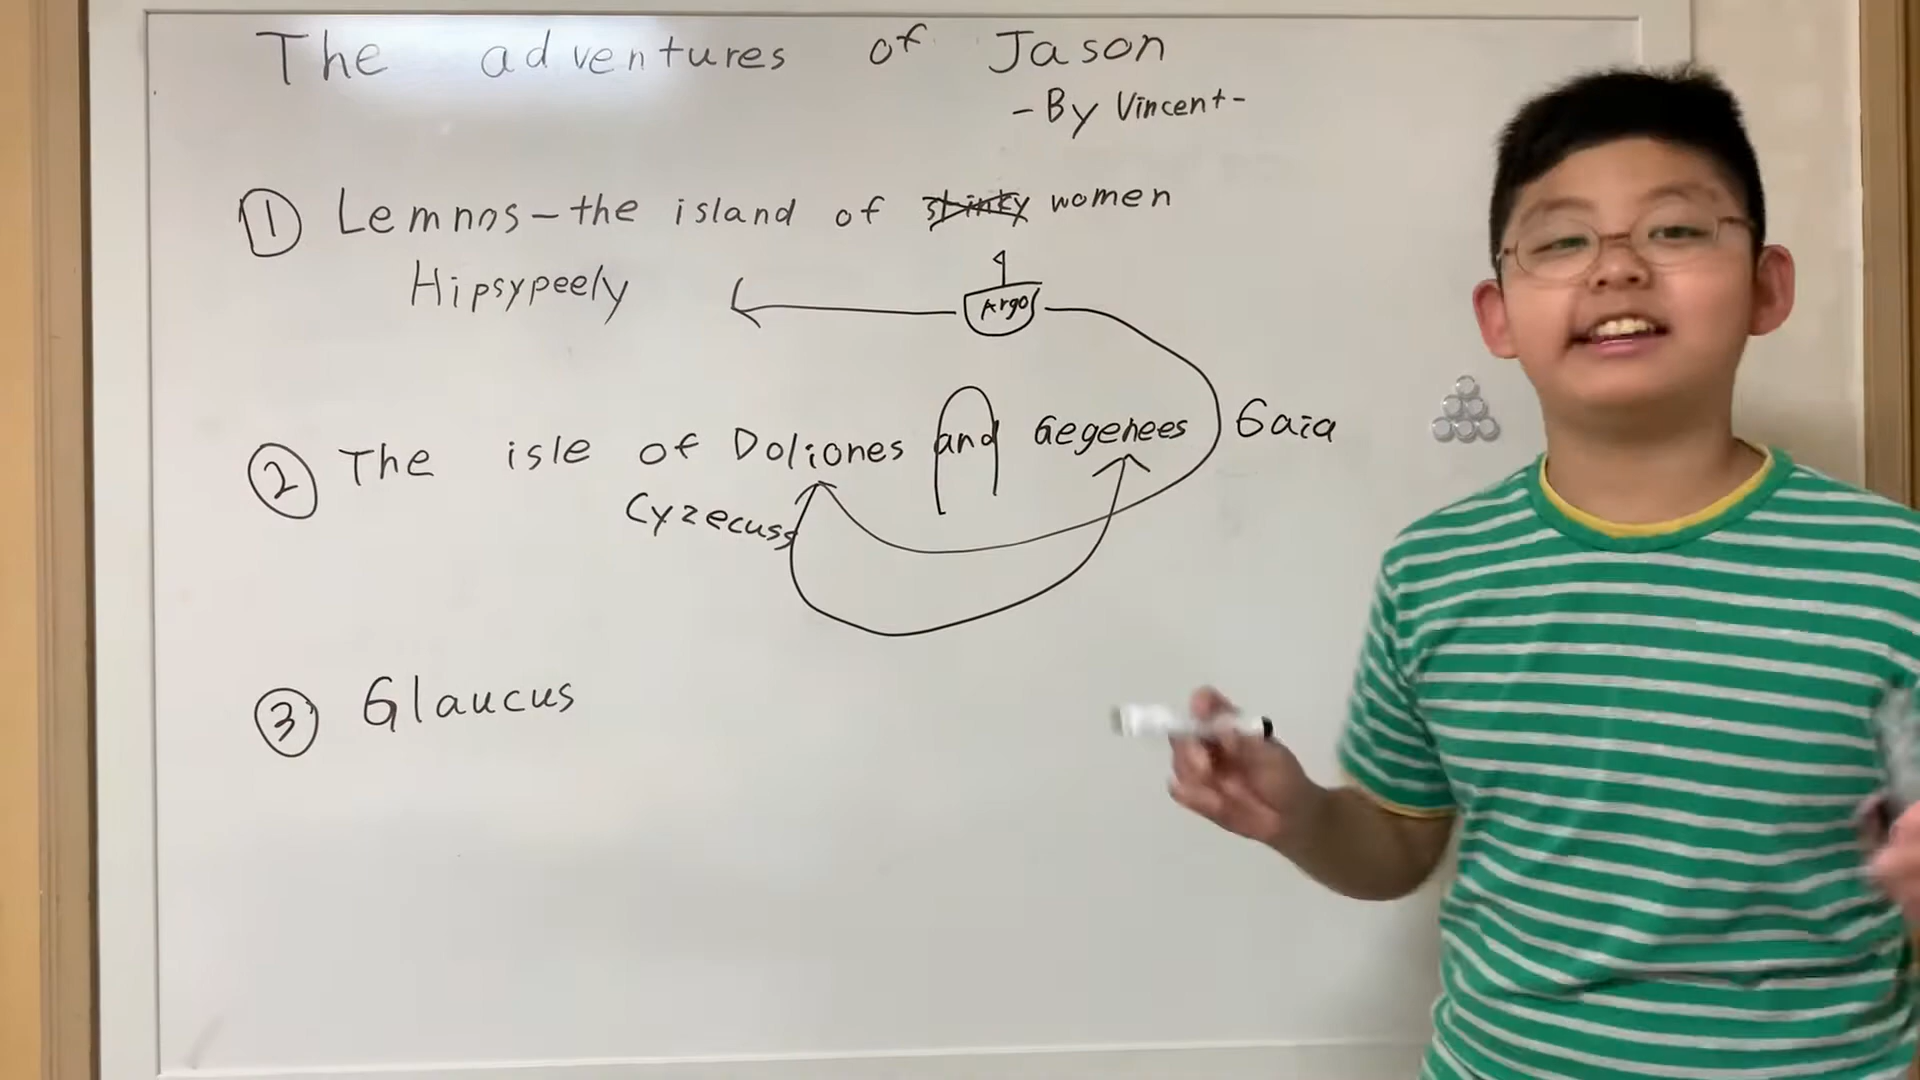 The adventures of Jason
- By Vincent -
① Lemnos - the island of stinky women
Hipsypeely
Argo
② The isle of Doliones and Gegenees Gaia
Cyzecuss
③ Glaucus